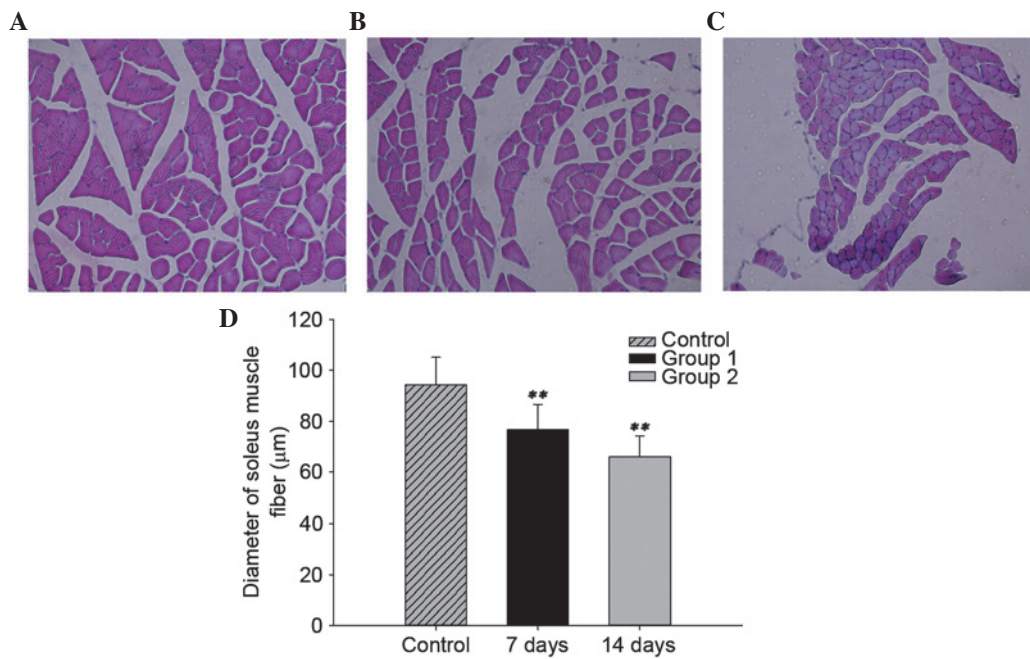 A
B
C
D
120
100
80
60
40
20
0
Diameter of soleus muscle
fiber (μm)
Control
Group 1
Group 2
**
**
Control
7 days
14 days